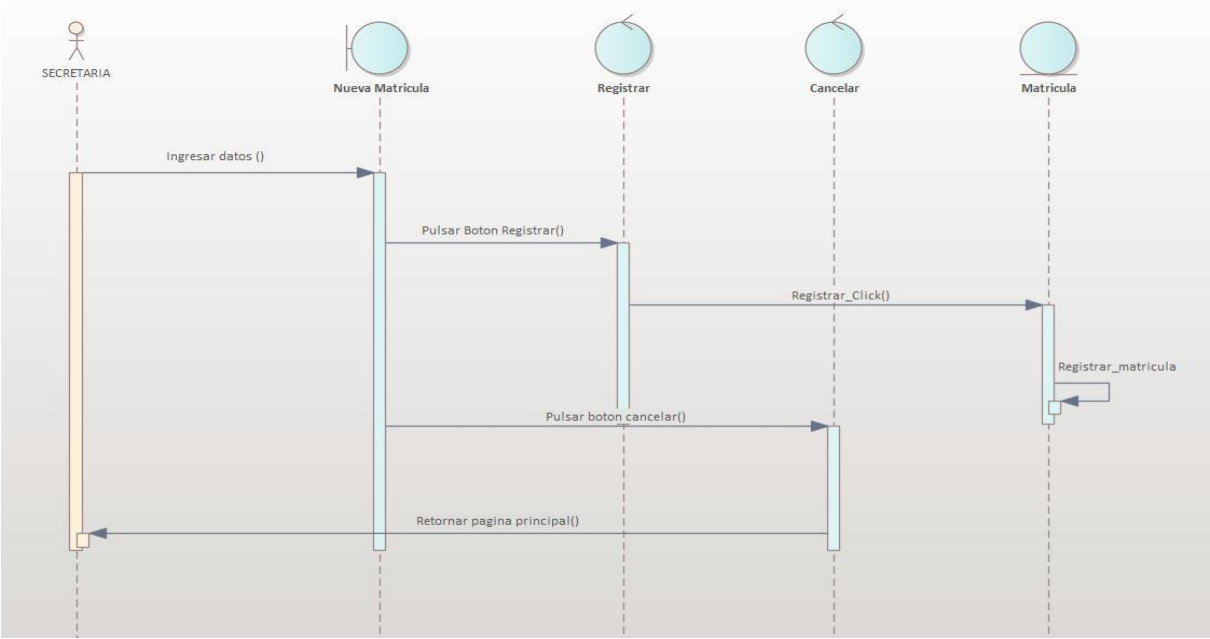 SECRETARIA
Nueva Matricula
Registrar
Cancelar
Matricula
Ingresar datos ()
Pulsar Boton Registrar()
Registrar_Click()
Registrar_matricula
Pulsar boton cancelar()
Retornar pagina principal()